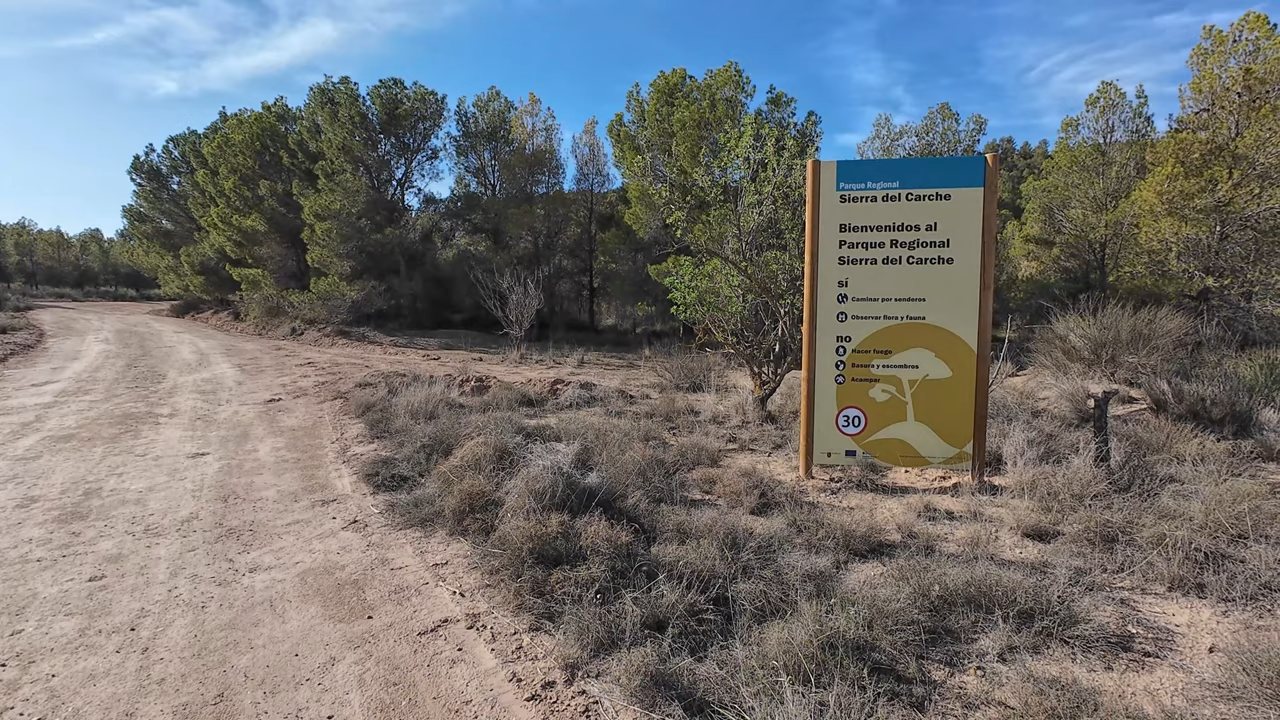 Parque Regional
Sierra del Carche
Bienvenidos al
Parque Regional
Sierra del Carche
sí
Caminar por senderos
Observar flora y fauna
no
Hacer fuego
Basura y escombros
Acampar
30